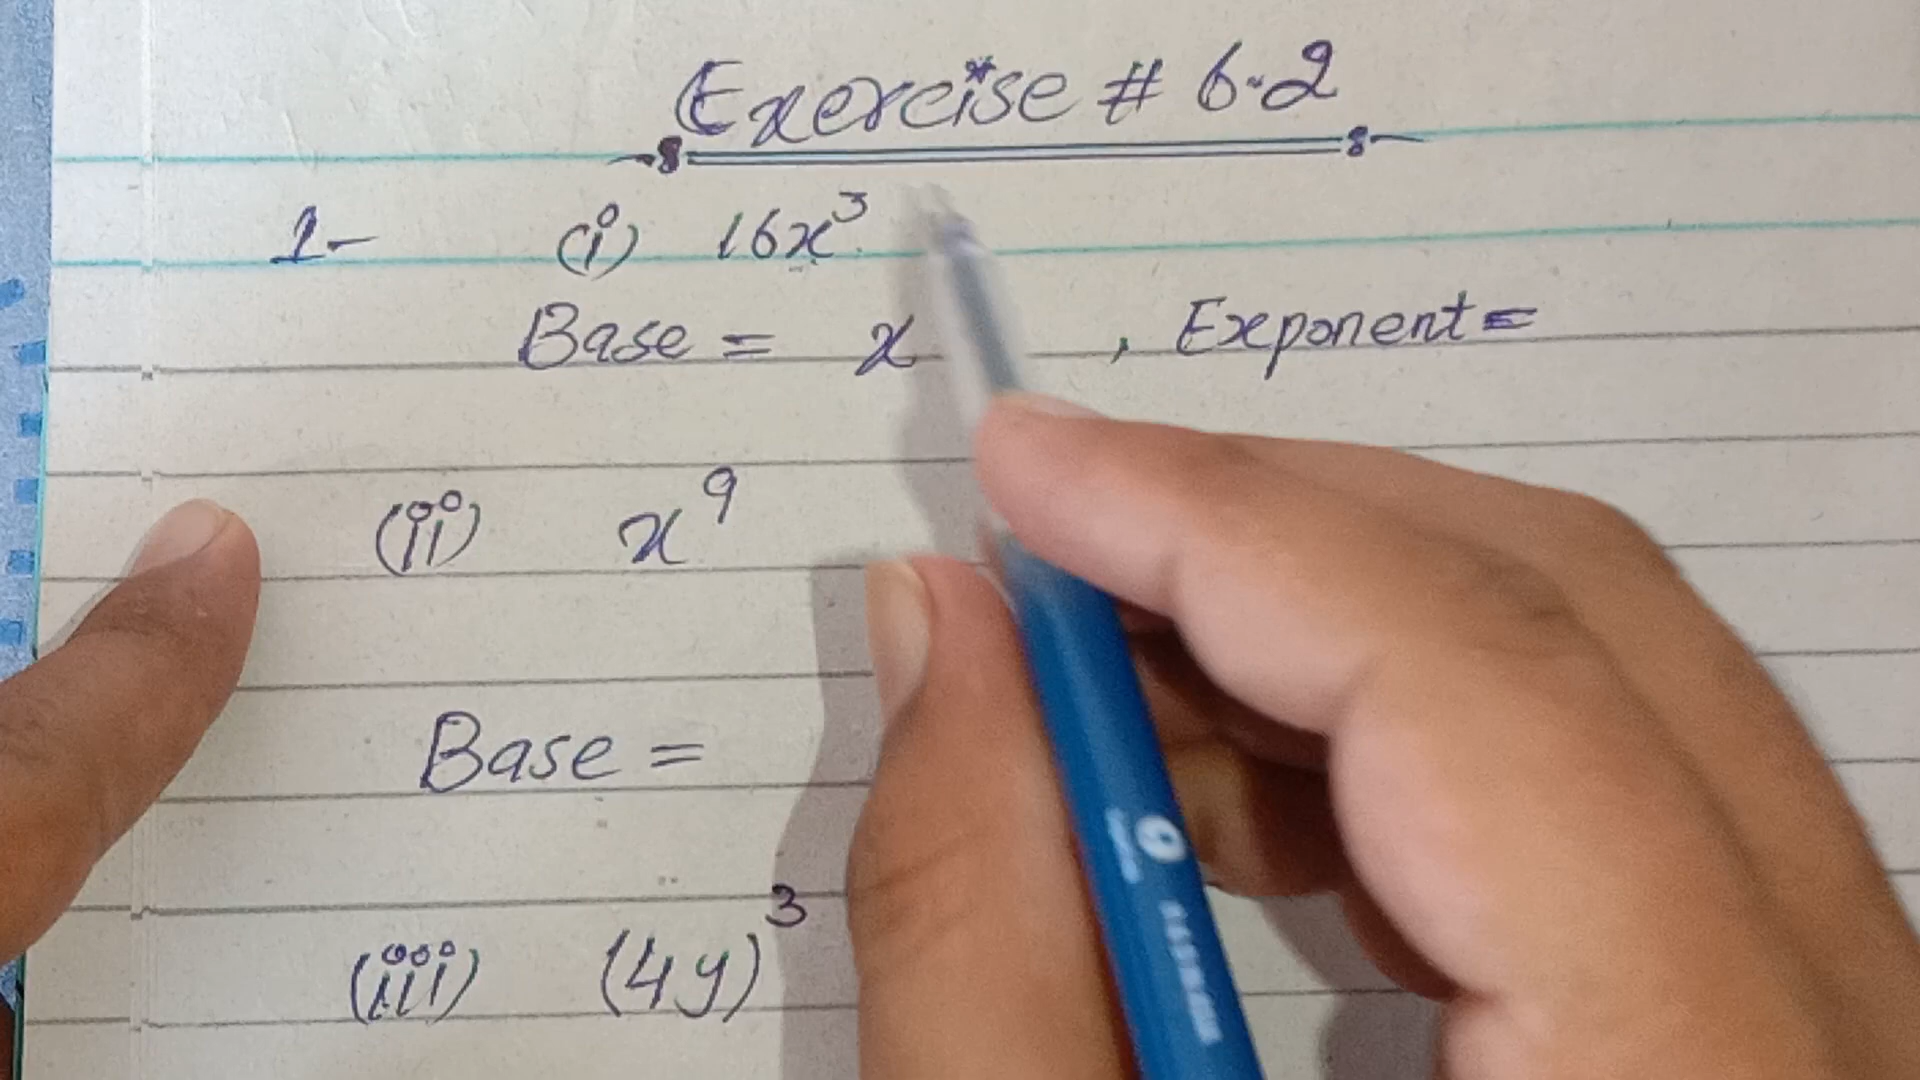 Exercise # 6.2
1- (i) 16x³
Base = x , Exponent =
(ii) x⁹
Base =
(iii) (4y)³